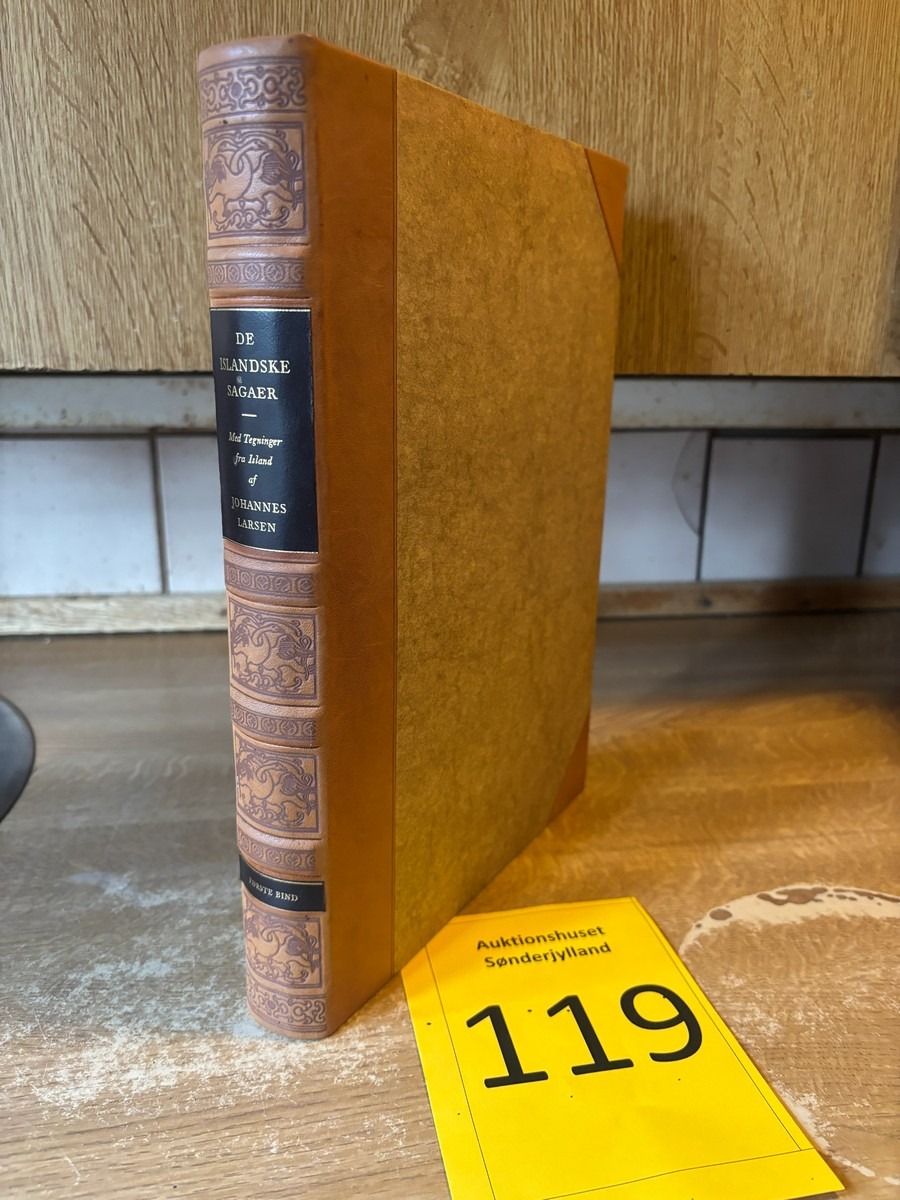 DE
ISLANDSKE
SAGAER
Med Tegninger
fra Island
af
JOHANNES
LARSEN
FØRSTE BIND
Auktionshuset
Sønderjylland
119